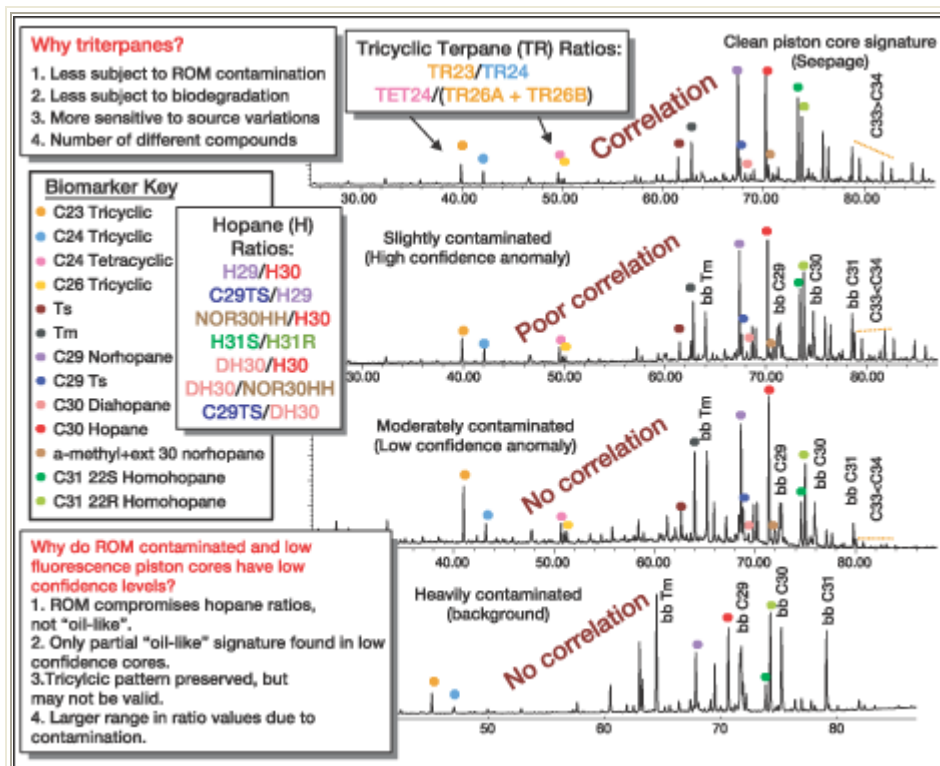 Why triterpanes?
1. Less subject to ROM contamination
2. Less subject to biodegradation
3. More sensitive to source variations
4. Number of different compounds
Tricyclic Terpane (TR) Ratios:
TR23/TR24
TET24/(TR26A + TR26B)
Clean piston core signature
(Seepage)
Correlation
C33>C34
30.00 40.00 50.00 60.00 70.00 80.00
Biomarker Key
C23 Tricyclic
C24 Tricyclic
C24 Tetracyclic
C26 Tricyclic
Ts
Tm
C29 Norhopane
C29 Ts
C30 Diahopane
C30 Hopane
a-methyl+ext 30 norhopane
C31 22S Homohopane
C31 22R Homohopane
Hopane (H)
Ratios:
H29/H30
C29TS/H29
NOR30HH/H30
H31S/H31R
DH30/H30
DH30/NOR30HH
C29TS/DH30
Slightly contaminated
(High confidence anomaly)
Poor correlation
bb Tm
bb C29
bb C30
bb C31
C33<C34
30.00 40.00 50.00 60.00 70.00 80.00
Moderately contaminated
(Low confidence anomaly)
No correlation
bb Tm
bb C29
bb C30
bb C31
C33<C34
40.00 50.00 60.00 70.00 80.00
Why do ROM contaminated and low
fluorescence piston cores have low
confidence levels?
1. ROM compromises hopane ratios,
not "oil-like".
2. Only partial "oil-like" signature found in low
confidence cores.
3.Tricylcic pattern preserved, but
may not be valid.
4. Larger range in ratio values due to
contamination.
Heavily contaminated
(background)
No correlation
bb Tm
bb C29
bb C30
bb C31
50 60 70 80